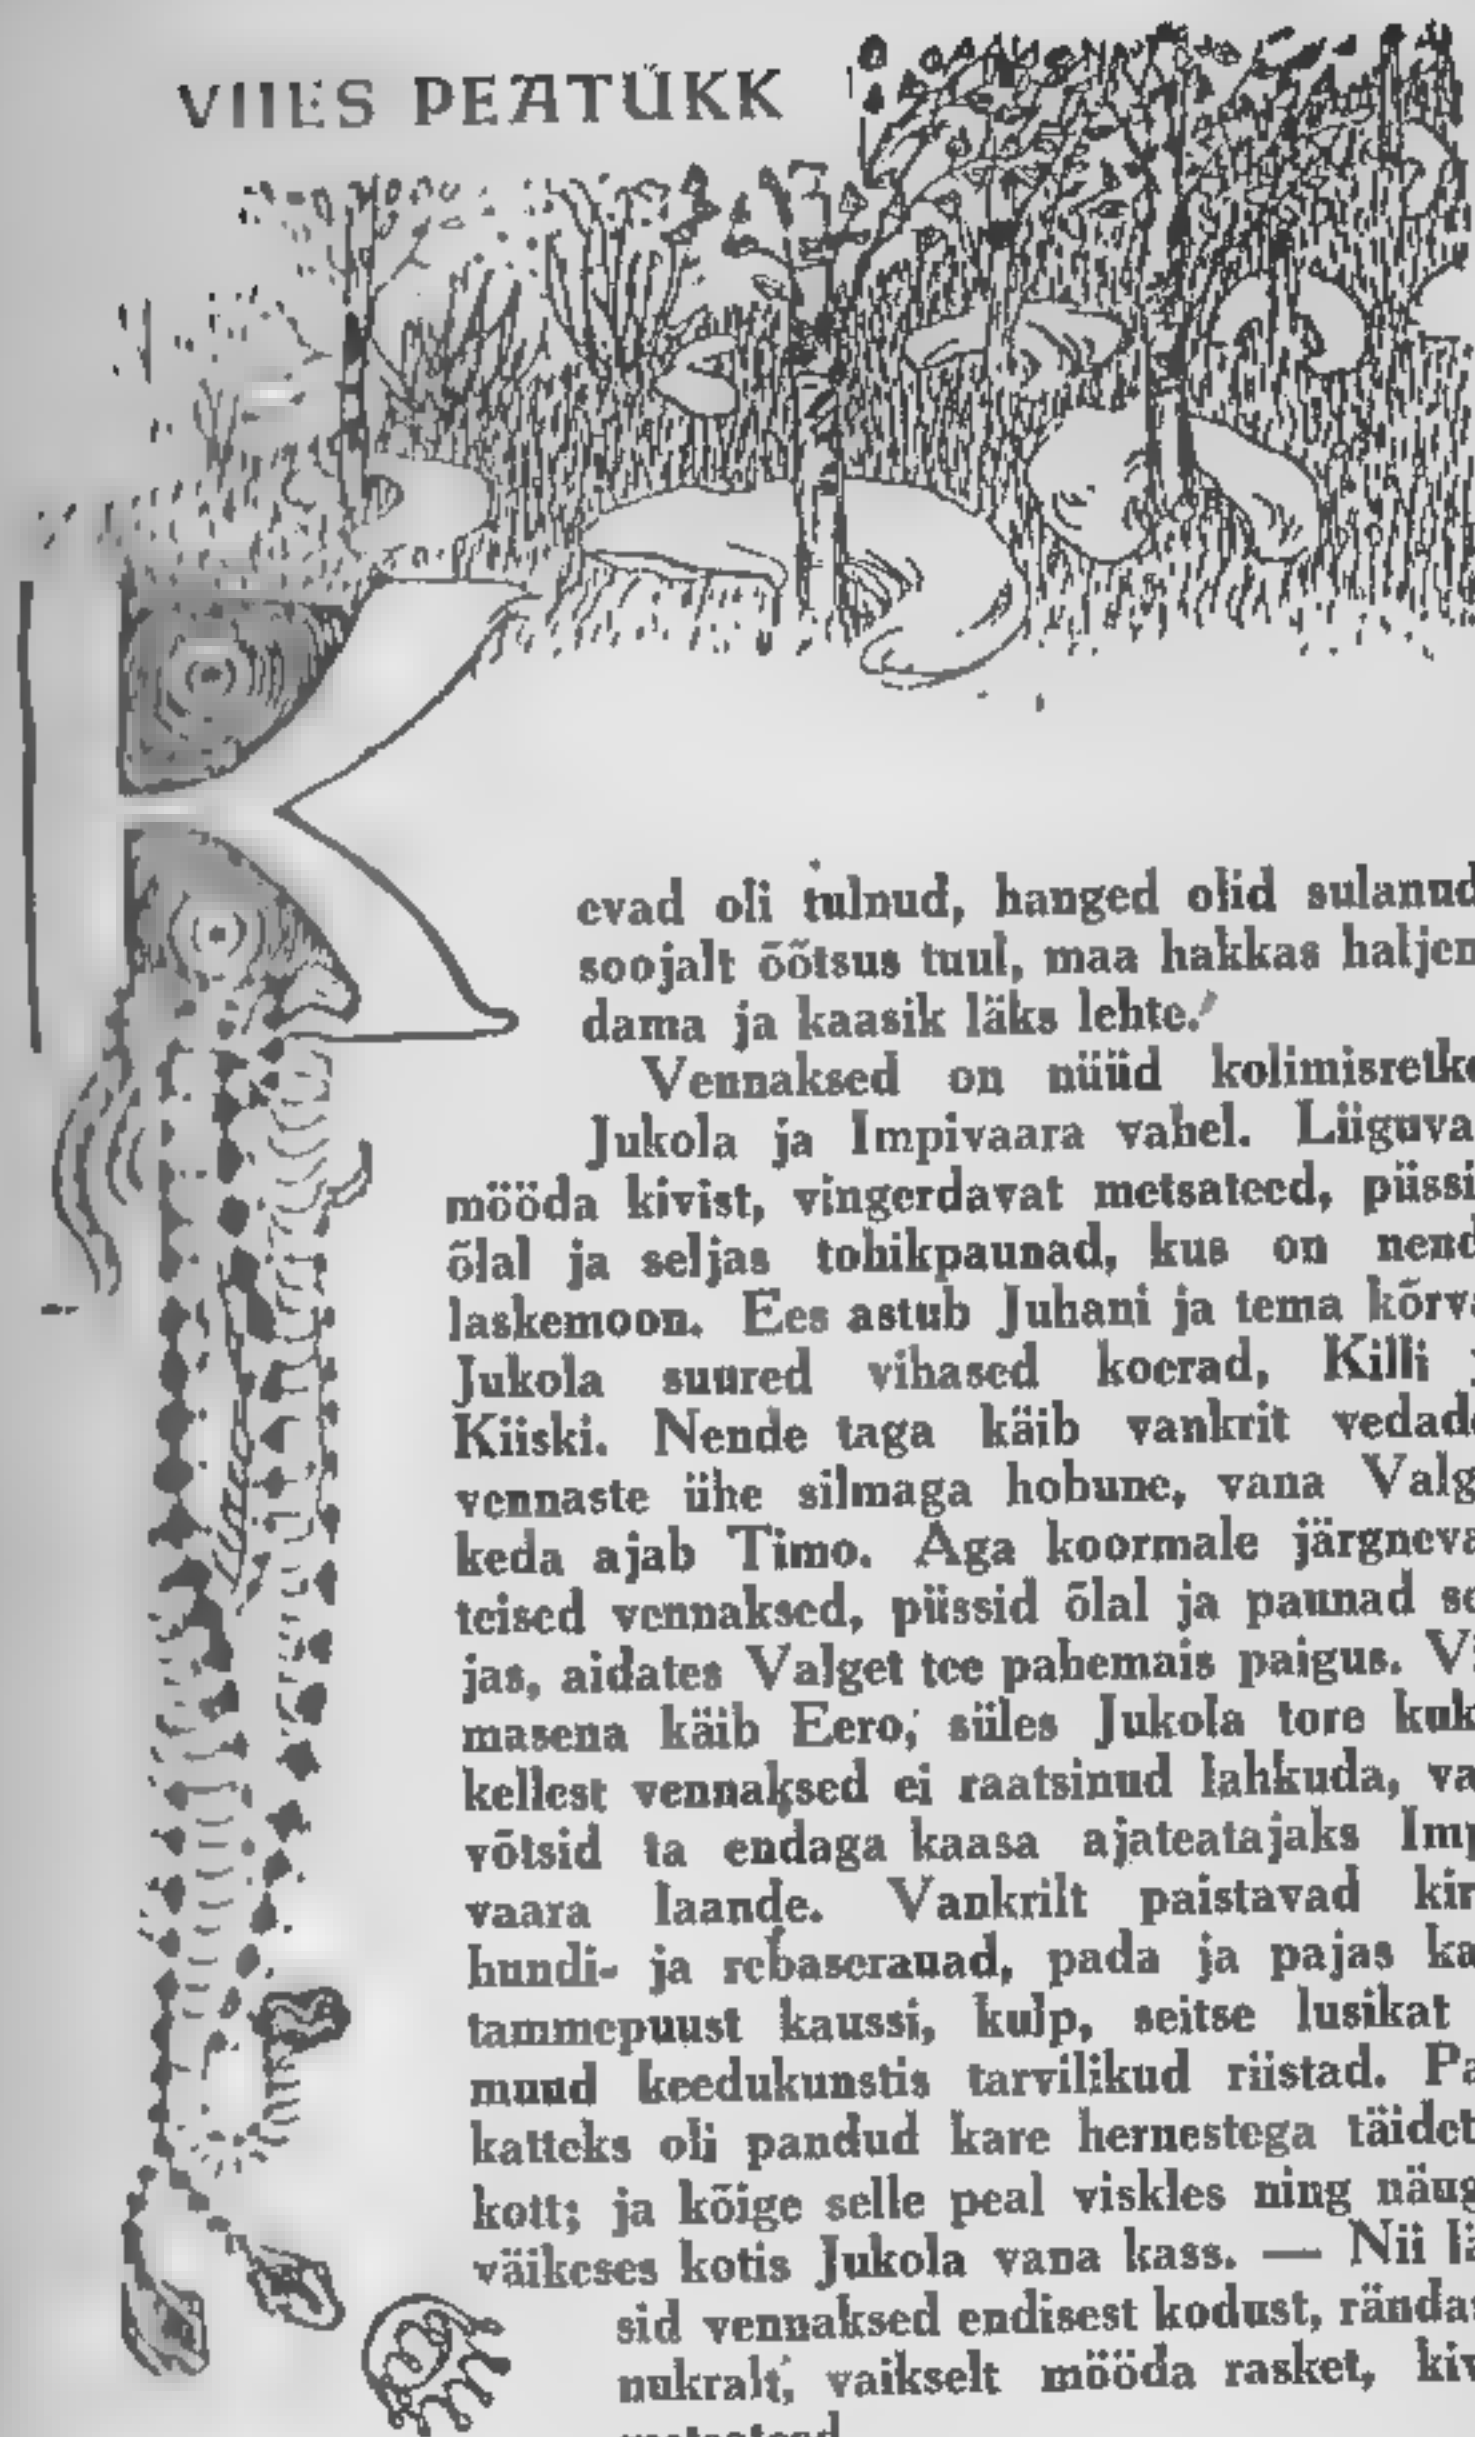 VIIES PEATÜKK
K
evad oli tulnud, hanged olid sulanud
soojalt õõtsus tuul, maa hakkas haljen
dama ja kaasik läks lehte.
Vennaksed on nüüd kolimisretke
Jukola ja Impivaara vahel. Liiguva
mööda kivist, vingerdavat metsateed, püssi
õlal ja seljas tohikpaunad, kus on nend
laskemoon. Ees astub Juhani ja tema kõrva
Jukola suured vihased koerad, Killi
Kiiski. Nende taga käib vankrit vedade
vennaste ühe silmaga hobune, vana Valg
keda ajab Timo. Aga koormale järgneva
teised vennaksed, püssid õlal ja paunad se
jas, aidates Valget tee pahemais paigus. Vi
masena käib Eero, süles Jukola tore kuk
kellest vennaksed ei raatsinud lahkuda, va
võtsid ta endaga kaasa ajateatajaks Imp
vaara laande. Vankrilt paistavad kir
hundi- ja rebaserauad, pada ja pajas ka
tammepuust kaussi, kulp, seitse lusikat
muud keedukunstis tarvilikud riistad. Pa
katteks oli pandud kare hernestega täidet
kott; ja kõige selle peal viskles ning näug
väikeses kotis Jukola vana kass. — Nii lä
sid vennaksed endisest kodust, rändas
nukralt, vaikselt mööda rasket, kiv